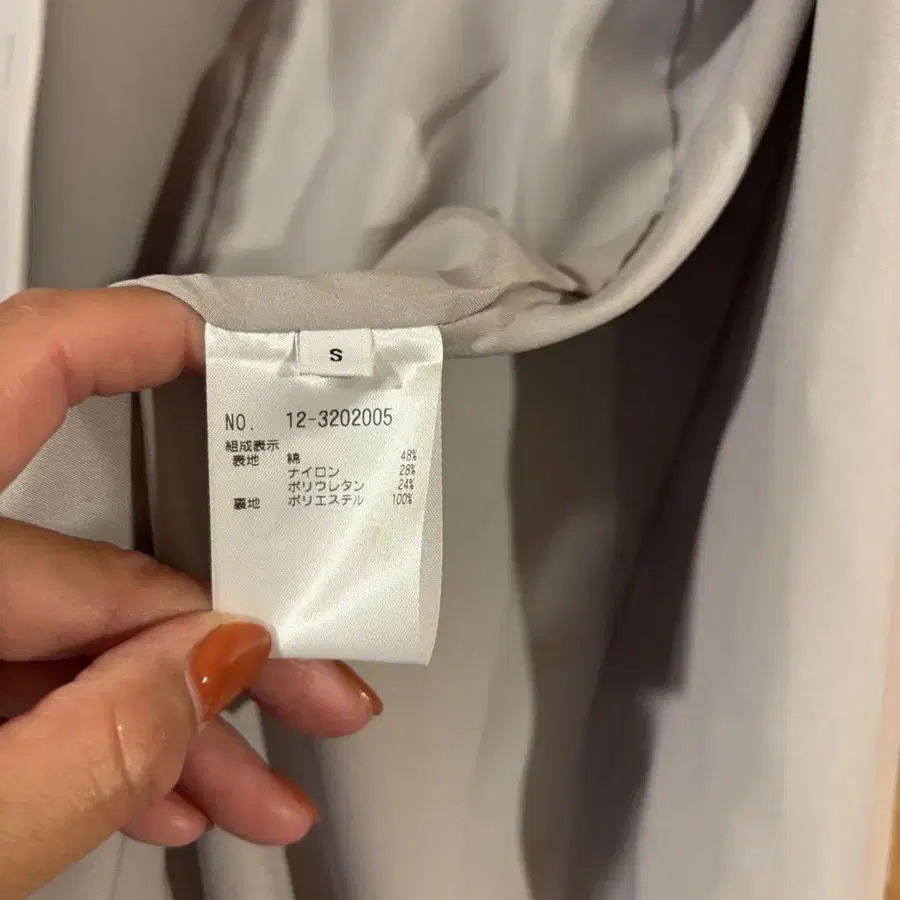 S
NO. 12-3202005
組成表示
表地 綿 48%
ナイロン 28%
ポリウレタン 24%
裏地 ポリエステル 100%